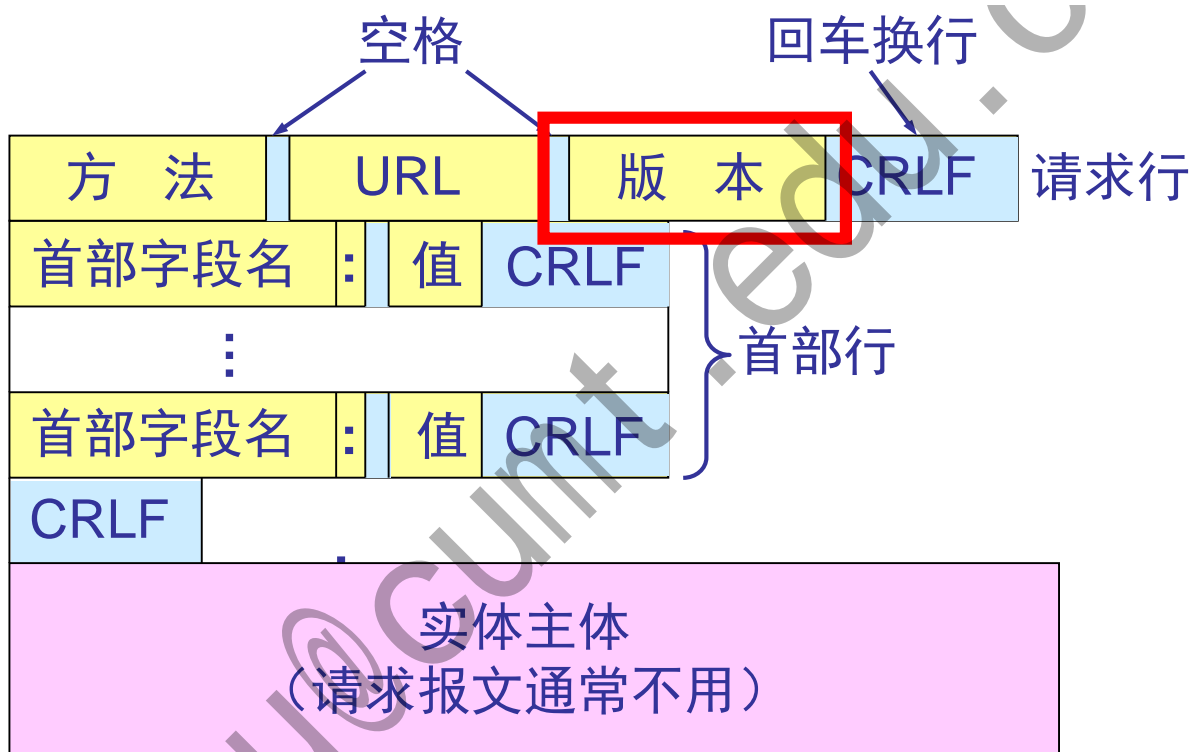 空格 回车换行
方 法 URL 版 本 CRLF 请求行
首部字段名 : 值 CRLF
⋮ 首部行
首部字段名 : 值 CRLF
CRLF
实体主体
（请求报文通常不用）
u@cumt.edu.c